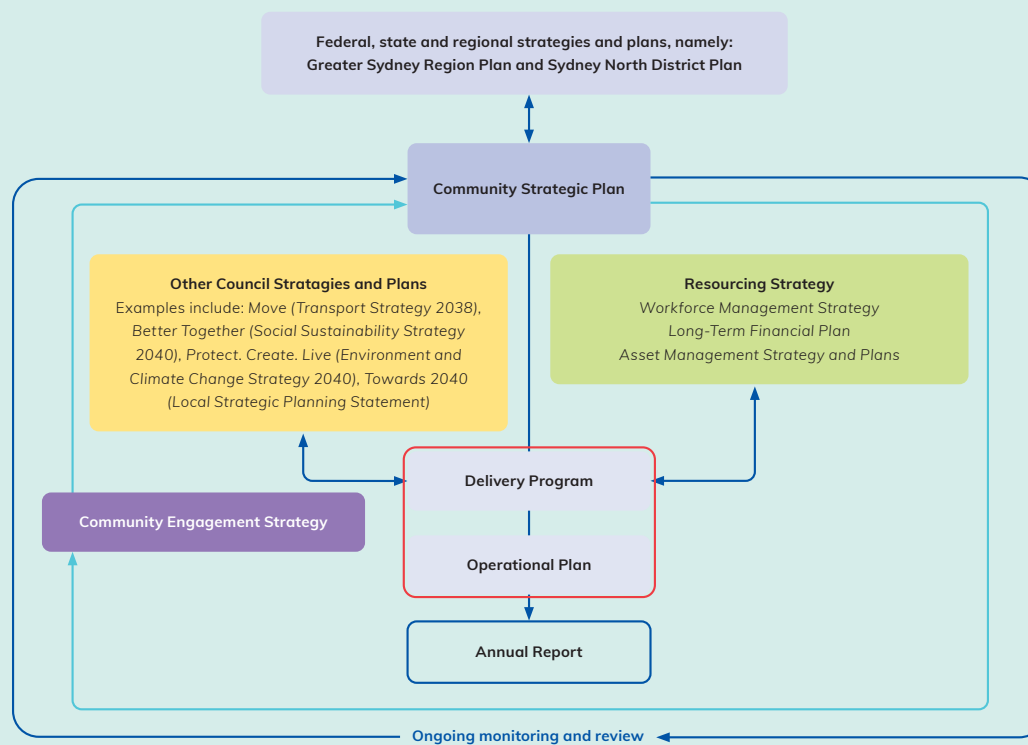 Federal, state and regional strategies and plans, namely:
Greater Sydney Region Plan and Sydney North District Plan
Community Strategic Plan
Other Council Stratagies and Plans
Examples include: Move (Transport Strategy 2038),
Better Together (Social Sustainability Strategy
2040), Protect. Create. Live (Environment and
Climate Change Strategy 2040), Towards 2040
(Local Strategic Planning Statement)
Resourcing Strategy
Workforce Management Strategy
Long-Term Financial Plan
Asset Management Strategy and Plans
Delivery Program
Community Engagement Strategy
Operational Plan
Annual Report
Ongoing monitoring and review